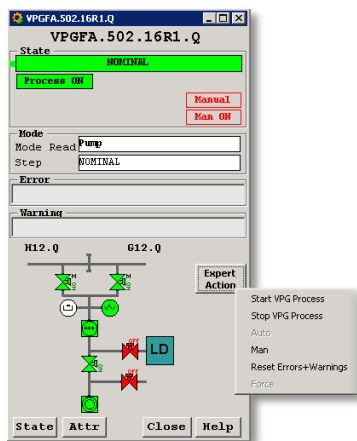 VPGFA.502.16R1.Q
VPGFA.502.16R1.Q
State
NOMINAL
Process ON
Manual
Man ON
Mode
Mode Read Pump
Step NOMINAL
Error
Warning
H12.Q G12.Q
M M
Expert
Action
Start VPG Process
Stop VPG Process
Auto
Man
Reset Errors+Warnings
Force
OFF
LD
OFF
State Attr Close Help